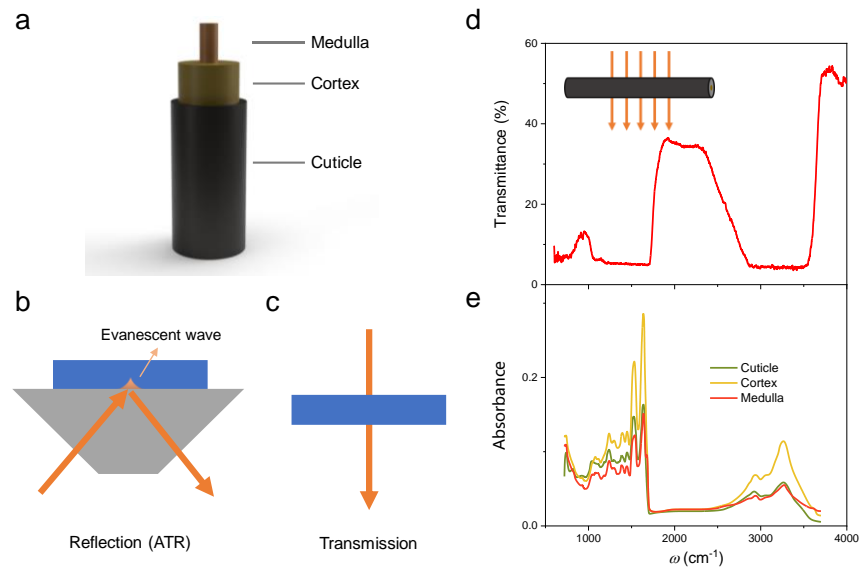 a
Medulla
Cortex
Cuticle
b
Evanescent wave
Reflection (ATR)
c
Transmission
d
60
40
20
0
Transmittance (%)
e
0.2
0.0
Absorbance
Cuticle
Cortex
Medulla
1000 2000 3000 4000
ω (cm⁻¹)